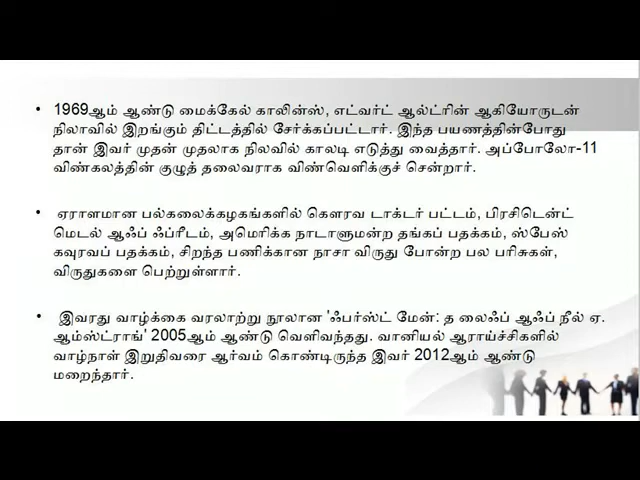 • 1969ஆம் ஆண்டு மைக்கேல் காலின்ஸ், எட்வர்ட் ஆல்ட்ரின் ஆகியோருடன்
நிலாவில் இறங்கும் திட்டத்தில் சேர்க்கப்பட்டார். இந்த பயணத்தின்போது
தான் இவர் முதன் முதலாக நிலவில் காலடி எடுத்து வைத்தார். அப்போலோ-11
விண்கலத்தின் குழுத் தலைவராக விண்வெளிக்குச் சென்றார்.
• ஏராளமான பல்கலைக்கழகங்களில் கௌரவ டாக்டர் பட்டம், பிரசிடென்ட்
மெடல் ஆஃப் ஃப்ரீடம், அமெரிக்க நாடாளுமன்ற தங்கப் பதக்கம், ஸ்பேஸ்
கவுரவப் பதக்கம், சிறந்த பணிக்கான நாசா விருது போன்ற பல பரிசுகள்,
விருதுகளை பெற்றுள்ளார்.
• இவரது வாழ்க்கை வரலாற்று நூலான 'ஃபர்ஸ்ட் மேன்: த லைஃப் ஆஃப் நீல் ஏ.
ஆம்ஸ்ட்ராங்' 2005ஆம் ஆண்டு வெளிவந்தது. வானியல் ஆராய்ச்சிகளில்
வாழ்நாள் இறுதிவரை ஆர்வம் கொண்டிருந்த இவர் 2012ஆம் ஆண்டு
மறைந்தார்.